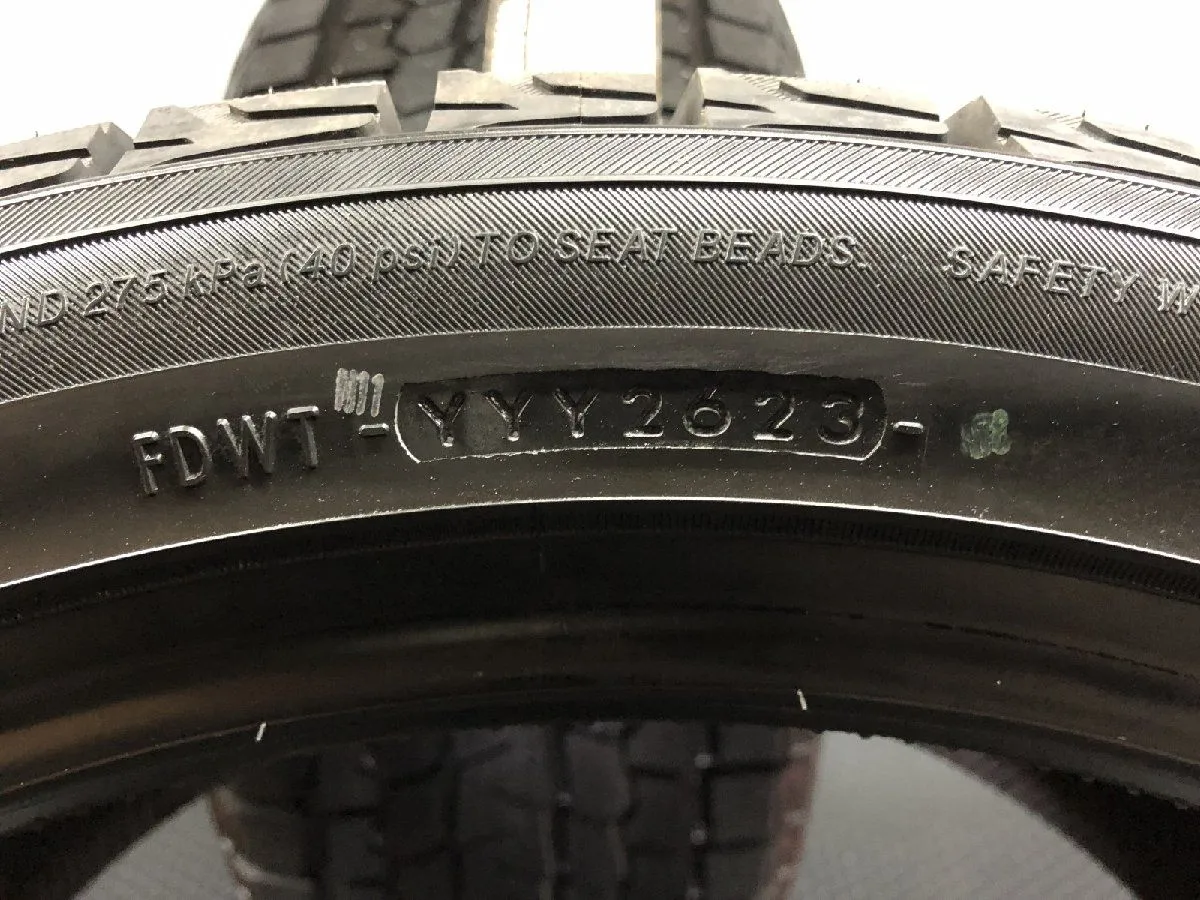 ND 275 kPa (40 psi) TO SEAT BEADS. SAFETY W
FDWT - YYY2623 -